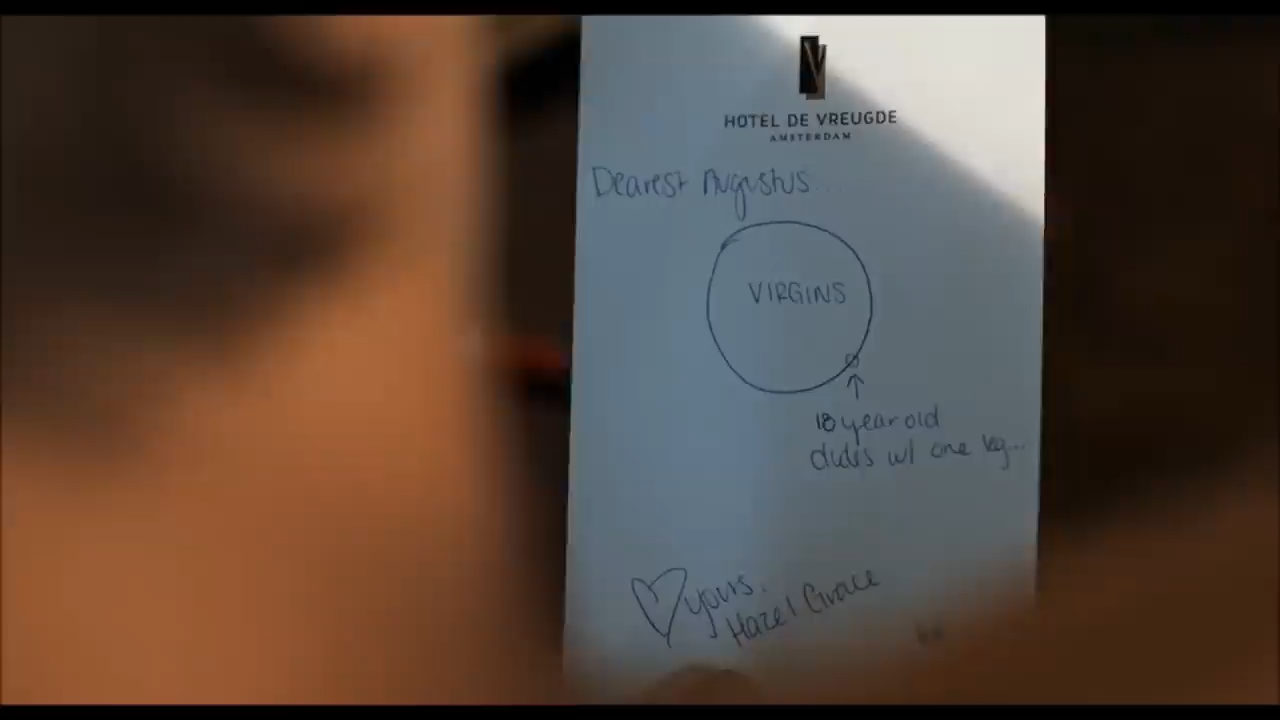 V
HOTEL DE VREUGDE
AMSTERDAM
Dearest Augustus...
VIRGINS
18 year old
dudes w/ one leg...
yours,
Hazel Grace